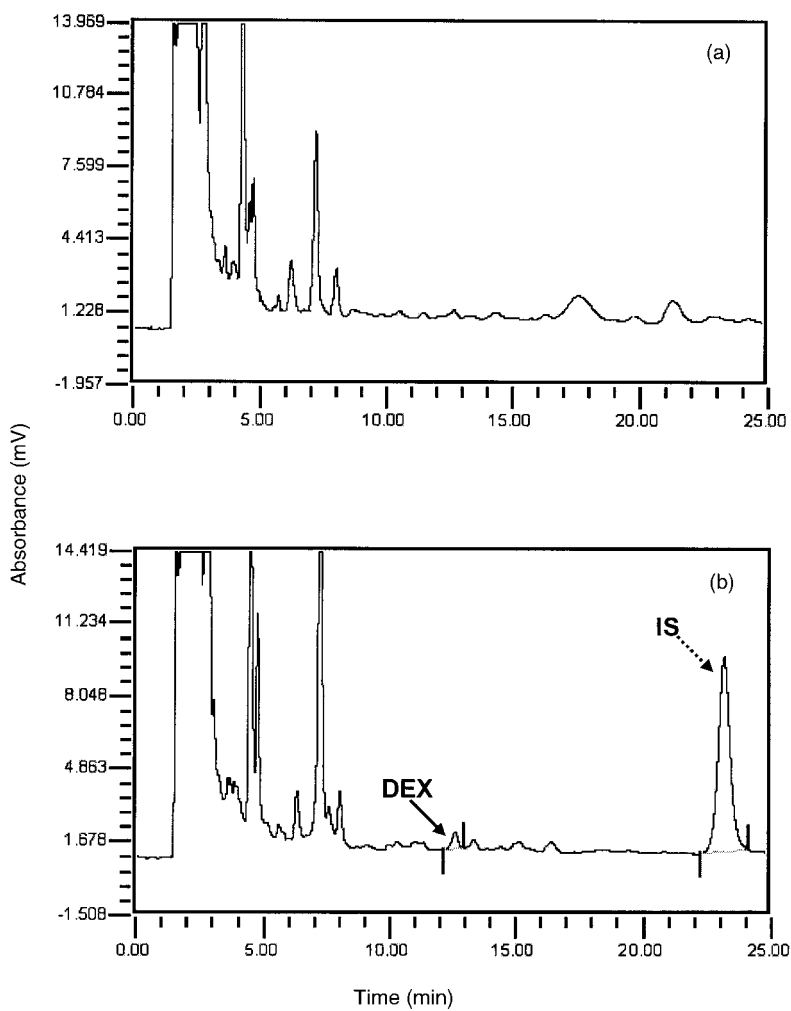 13.969
(a)
10.784
7.599
4.413
1.228
-1.957
0.00 5.00 10.00 15.00 20.00 25.00
Absorbance (mV)
14.419
(b)
11.234
IS
8.048
4.863
DEX
1.678
-1.508
0.00 5.00 10.00 15.00 20.00 25.00
Time (min)